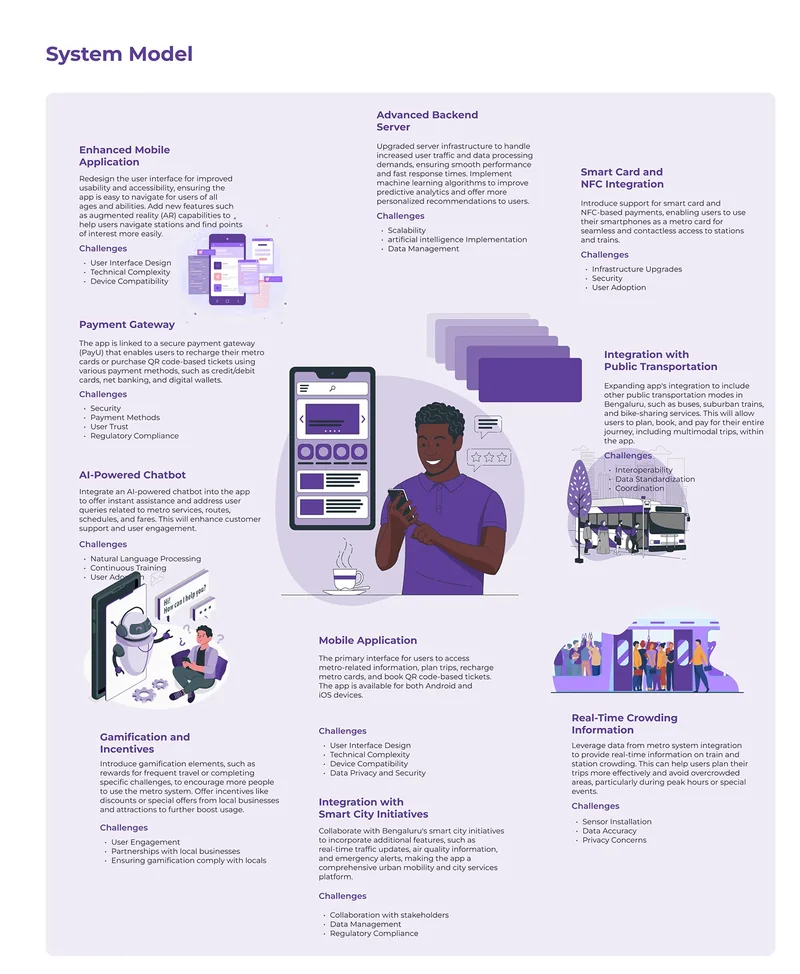 System Model
Advanced Backend
Server
Upgraded server infrastructure to handle
increased user traffic and data processing
demands, ensuring smooth performance
and fast response times. Implement
machine learning algorithms to improve
predictive analytics and offer more
personalized recommendations to users.
Challenges
• Scalability
• artificial intelligence Implementation
• Data Management
Enhanced Mobile
Application
Redesign the user interface for improved
usability and accessibility, ensuring the
app is easy to navigate for users of all
ages and abilities. Add new features such
as augmented reality (AR) capabilities to
help users navigate stations and find points
of interest more easily.
Challenges
• User Interface Design
• Technical Complexity
• Device Compatibility
Smart Card and
NFC Integration
Introduce support for smart card and
NFC-based payments, enabling users to use
their smartphones as a metro card for
seamless and contactless access to stations
and trains.
Challenges
• Infrastructure Upgrades
• Security
• User Adoption
Payment Gateway
The app is linked to a secure payment gateway
(PayU) that enables users to recharge their metro
cards or purchase QR code-based tickets using
various payment methods, such as credit/debit
cards, net banking, and digital wallets.
Challenges
• Security
• Payment Methods
• User Trust
• Regulatory Compliance
Integration with
Public Transportation
Expanding app's integration to include
other public transportation modes in
Bengaluru, such as buses, suburban trains,
and bike-sharing services. This will allow
users to plan, book, and pay for their entire
journey, including multimodal trips, within
the app.
Challenges
• Interoperability
• Data Standardization
• Coordination
AI-Powered Chatbot
Integrate an AI-powered chatbot into the app
to offer instant assistance and address user
queries related to metro services, routes,
schedules, and fares. This will enhance customer
support and user engagement.
Challenges
• Natural Language Processing
• Continuous Training
• User
Hi!
How can I help you?
Mobile Application
The primary interface for users to access
metro-related information, plan trips, recharge
metro cards, and book QR code-based tickets.
The app is available for both Android and
iOS devices.
Challenges
• User Interface Design
• Technical Complexity
• Device Compatibility
• Data Privacy and Security
Real-Time Crowding
Information
Leverage data from metro system integration
to provide real-time information on train and
station crowding. This can help users plan their
trips more effectively and avoid overcrowded
areas, particularly during peak hours or special
events.
Challenges
• Sensor Installation
• Data Accuracy
• Privacy Concerns
Gamification and
Incentives
Introduce gamification elements, such as
rewards for frequent travel or completing
specific challenges, to encourage more people
to use the metro system. Offer incentives like
discounts or special offers from local businesses
and attractions to further boost usage.
Challenges
• User Engagement
• Partnerships with local businesses
• Ensuring gamification comply with locals
Integration with
Smart City Initiatives
Collaborate with Bengaluru's smart city initiatives
to incorporate additional features, such as
real-time traffic updates, air quality information,
and emergency alerts, making the app a
comprehensive urban mobility and city services
platform.
Challenges
• Collaboration with stakeholders
• Data Management
• Regulatory Compliance